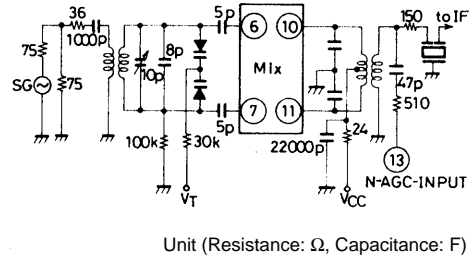 36
1000p
75
SG
75
10p
8p
5p
5p
100k
30k
VT
6
10
Mix
7
11
22000p
24
VCC
150
to IF
47p
510
13
N-AGC-INPUT
Unit (Resistance: Ω, Capacitance: F)